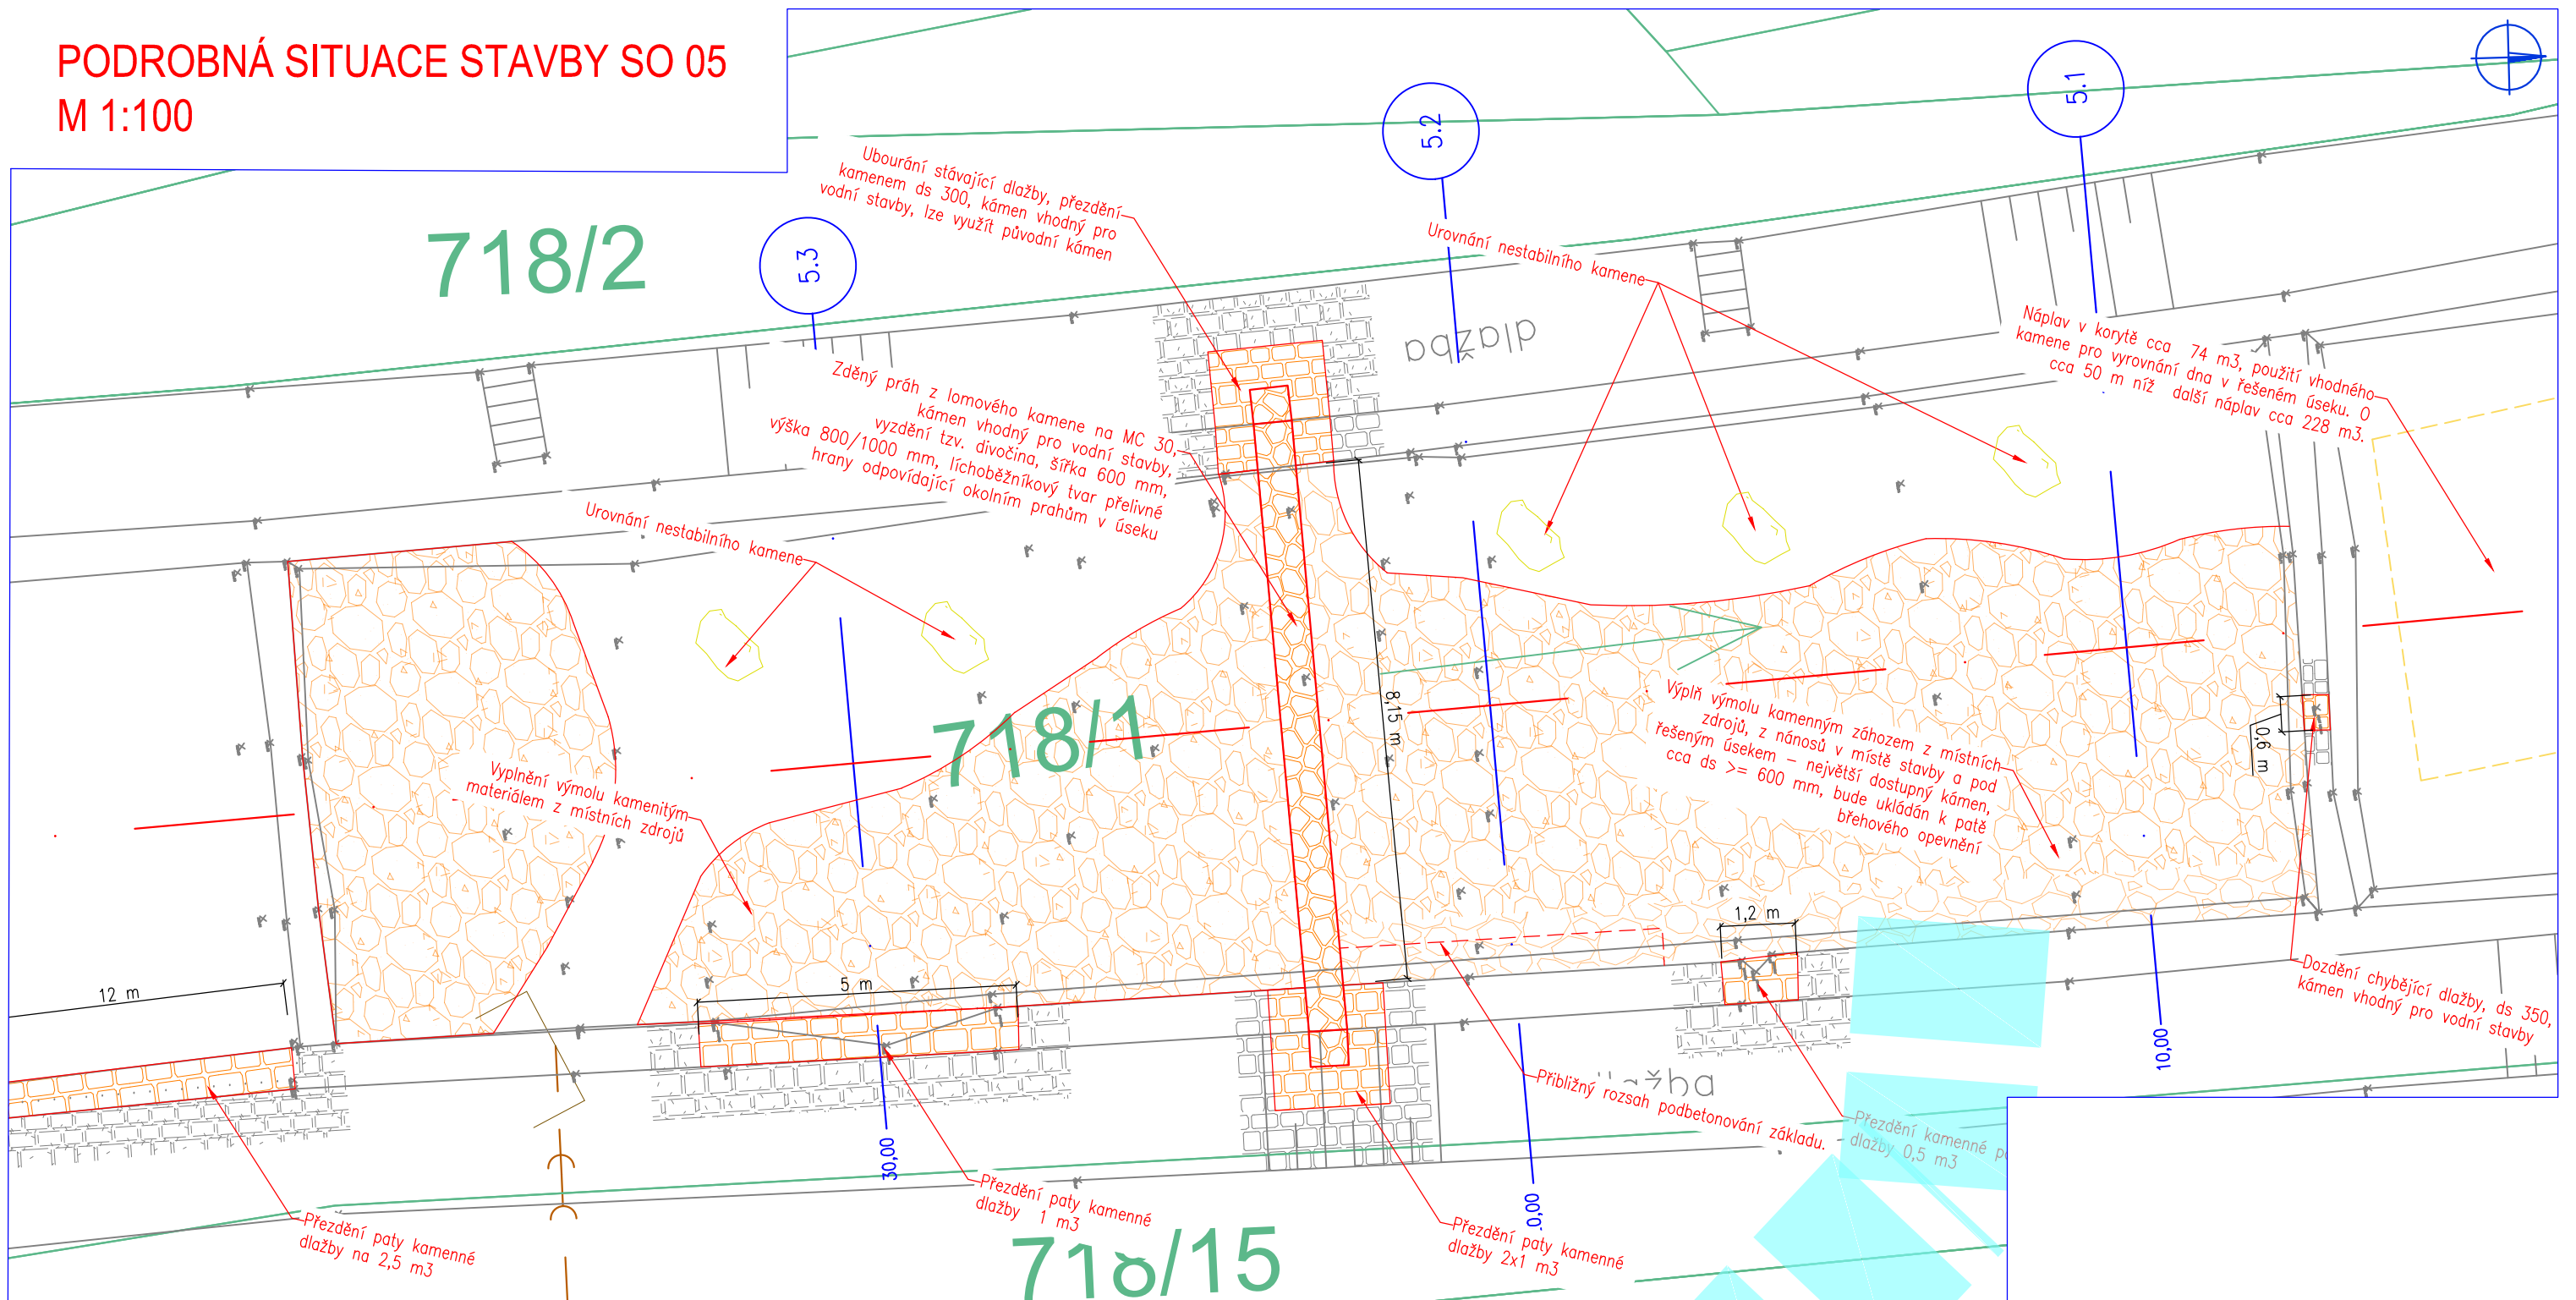 PODROBNÁ SITUACE STAVBY SO 05
M 1:100
718/2
5.3
5.2
5.1
Ubourání stávající dlažby, přezdění
kamenem ds 300, kámen vhodný pro
vodní stavby, lze využít původní kámen
Urovnání nestabilního kamene
dlažba
Náplav v korytě cca 74 m3, použití vhodného
kamene pro vyrovnání dna v řešeném úseku. O
cca 50 m níž další náplav cca 228 m3.
Zděný práh z lomového kamene na MC 30,
kámen vhodný pro vodní stavby,
vyzdění tzv. divočina, šířka 600 mm,
výška 800/1000 mm, líchoběžníkový tvar přelivné
hrany odpovídající okolním prahům v úseku
Urovnání nestabilního kamene
718/1
8,15 m
Výplň výmolu kamenným záhozem z místních
zdrojů, z nánosů v místě stavby a pod
řešeným úsekem – největší dostupný kámen,
cca ds >= 600 mm, bude ukládán k patě
břehového opevnění
0,6 m
Vyplnění výmolu kamenitým
materiálem z místních zdrojů
1,2 m
5 m
12 m
Dozdění chybějící dlažby, ds 350,
kámen vhodný pro vodní stavby
10,00
Přibližný rozsah podbetonování základu.
Přezdění kamenné
dlažby 0,5 m3
30,00
Přezdění paty kamenné
dlažby 1 m3
Přezdění paty kamenné
dlažby 2x1 m3
Přezdění paty kamenné
dlažby na 2,5 m3
718/15